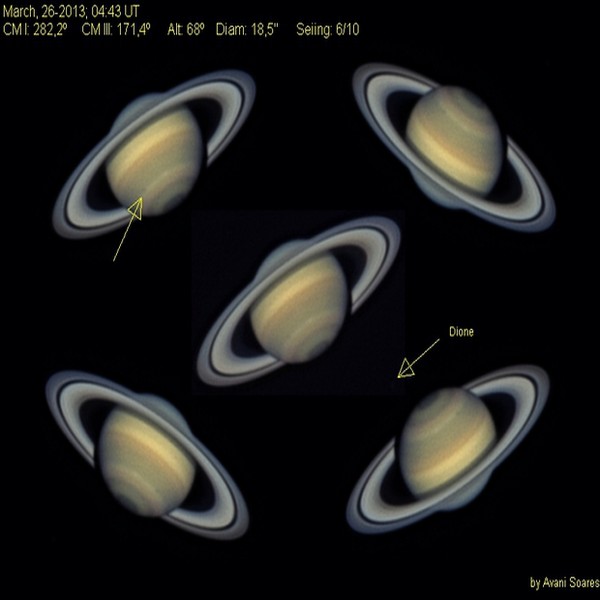 March, 26-2013; 04:43 UT
CM I: 282,2º CM III: 171,4º Alt: 68º Diam: 18,5" Seiing: 6/10
Dione
by Avani Soares